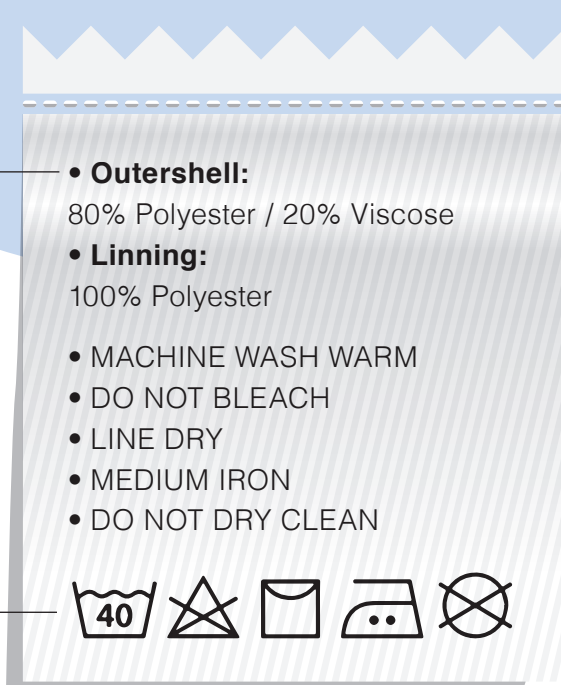 • Outershell:
80% Polyester / 20% Viscose
• Linning:
100% Polyester
• MACHINE WASH WARM
• DO NOT BLEACH
• LINE DRY
• MEDIUM IRON
• DO NOT DRY CLEAN
40